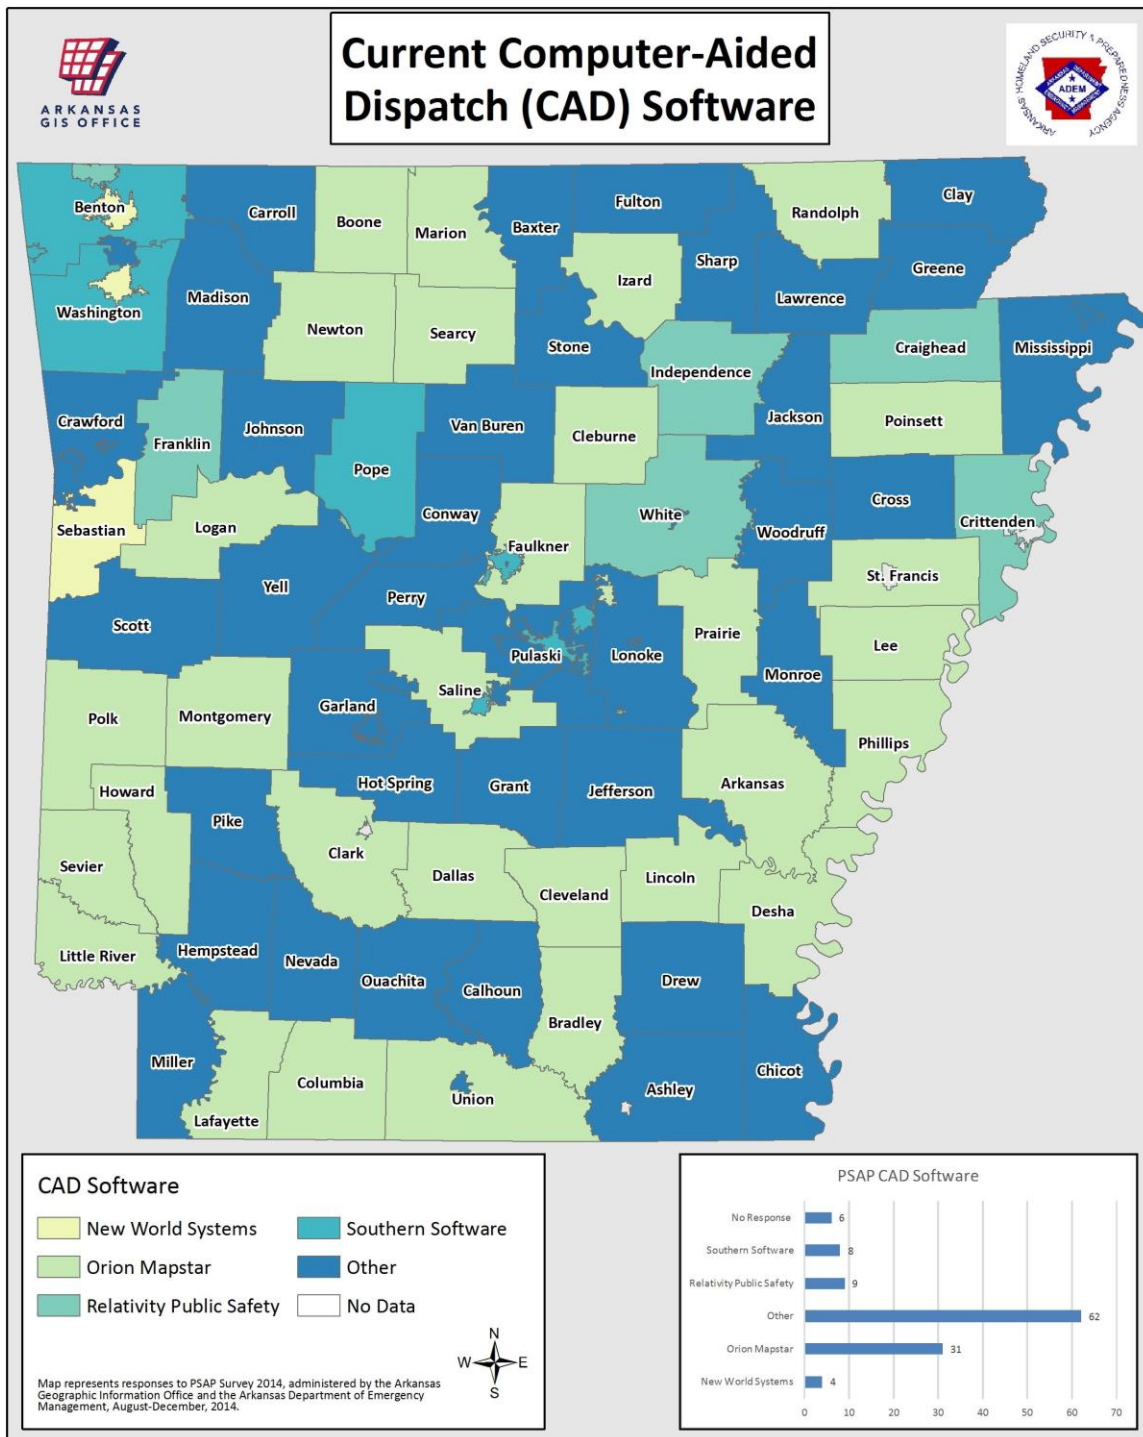 Current Computer-Aided
Dispatch (CAD) Software
ARKANSAS
GIS OFFICE
ARKANSAS' HOMELAND SECURITY & PREPAREDNESS AGENCY
ADEM
Benton
Carroll
Boone
Marion
Baxter
Fulton
Randolph
Clay
Sharp
Izard
Greene
Lawrence
Washington
Madison
Newton
Searcy
Stone
Independence
Craighead
Mississippi
Crawford
Franklin
Johnson
Pope
Van Buren
Cleburne
Jackson
Poinsett
Sebastian
Logan
Conway
Faulkner
White
Woodruff
Cross
Crittenden
Yell
Perry
St. Francis
Scott
Pulaski
Lonoke
Prairie
Lee
Saline
Monroe
Garland
Polk
Montgomery
Phillips
Howard
Hot Spring
Grant
Jefferson
Arkansas
Pike
Clark
Sevier
Dallas
Cleveland
Lincoln
Desha
Little River
Hempstead
Nevada
Ouachita
Calhoun
Drew
Bradley
Miller
Columbia
Ashley
Chicot
Union
Lafayette
CAD Software
New World Systems
Orion Mapstar
Relativity Public Safety
Southern Software
Other
No Data
N
W E
S
Map represents responses to PSAP Survey 2014, administered by the Arkansas
Geographic Information Office and the Arkansas Department of Emergency
Management, August-December, 2014.
PSAP CAD Software
No Response 6
Southern Software 8
Relativity Public Safety 9
Other 62
Orion Mapstar 31
New World Systems 4
0 10 20 30 40 50 60 70